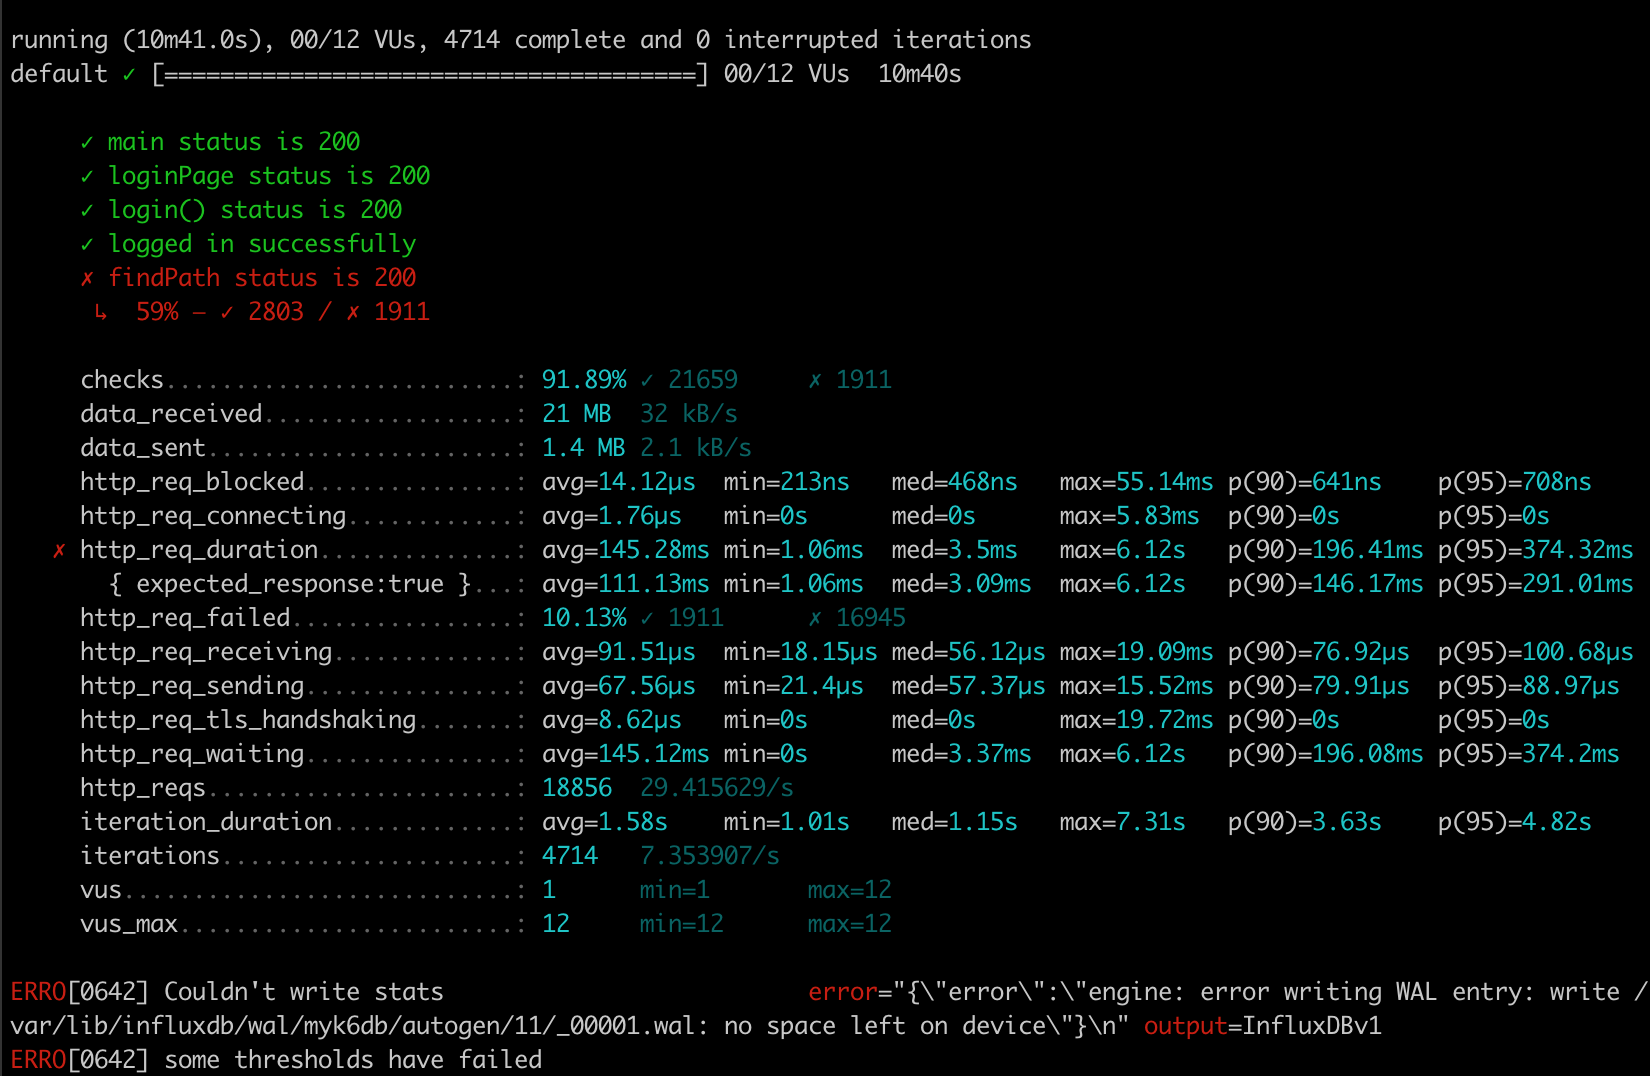 running (10m41.0s), 00/12 VUs, 4714 complete and 0 interrupted iterations
default ✓ [======================================] 00/12 VUs  10m40s
✓ main status is 200
✓ loginPage status is 200
✓ login() status is 200
✓ logged in successfully
✗ findPath status is 200
↳  59% — ✓ 2803 / ✗ 1911
checks.........................: 91.89% ✓ 21659     ✗ 1911
data_received..................: 21 MB  32 kB/s
data_sent......................: 1.4 MB 2.1 kB/s
http_req_blocked...............: avg=14.12µs  min=213ns   med=468ns   max=55.14ms p(90)=641ns    p(95)=708ns
http_req_connecting............: avg=1.76µs   min=0s      med=0s      max=5.83ms  p(90)=0s       p(95)=0s
✗ http_req_duration..............: avg=145.28ms min=1.06ms  med=3.5ms   max=6.12s   p(90)=196.41ms p(95)=374.32ms
{ expected_response:true }...: avg=111.13ms min=1.06ms  med=3.09ms  max=6.12s   p(90)=146.17ms p(95)=291.01ms
http_req_failed................: 10.13% ✓ 1911      ✗ 16945
http_req_receiving.............: avg=91.51µs  min=18.15µs med=56.12µs max=19.09ms p(90)=76.92µs  p(95)=100.68µs
http_req_sending...............: avg=67.56µs  min=21.4µs  med=57.37µs max=15.52ms p(90)=79.91µs  p(95)=88.97µs
http_req_tls_handshaking.......: avg=8.62µs   min=0s      med=0s      max=19.72ms p(90)=0s       p(95)=0s
http_req_waiting...............: avg=145.12ms min=0s      med=3.37ms  max=6.12s   p(90)=196.08ms p(95)=374.2ms
http_reqs......................: 18856  29.415629/s
iteration_duration.............: avg=1.58s    min=1.01s   med=1.15s   max=7.31s   p(90)=3.63s    p(95)=4.82s
iterations.....................: 4714   7.353907/s
vus............................: 1      min=1       max=12
vus_max........................: 12     min=12      max=12
ERRO[0642] Couldn't write stats                          error="{\"error\":\"engine: error writing WAL entry: write /
var/lib/influxdb/wal/myk6db/autogen/11/_00001.wal: no space left on device\"}\n" output=InfluxDBv1
ERRO[0642] some thresholds have failed